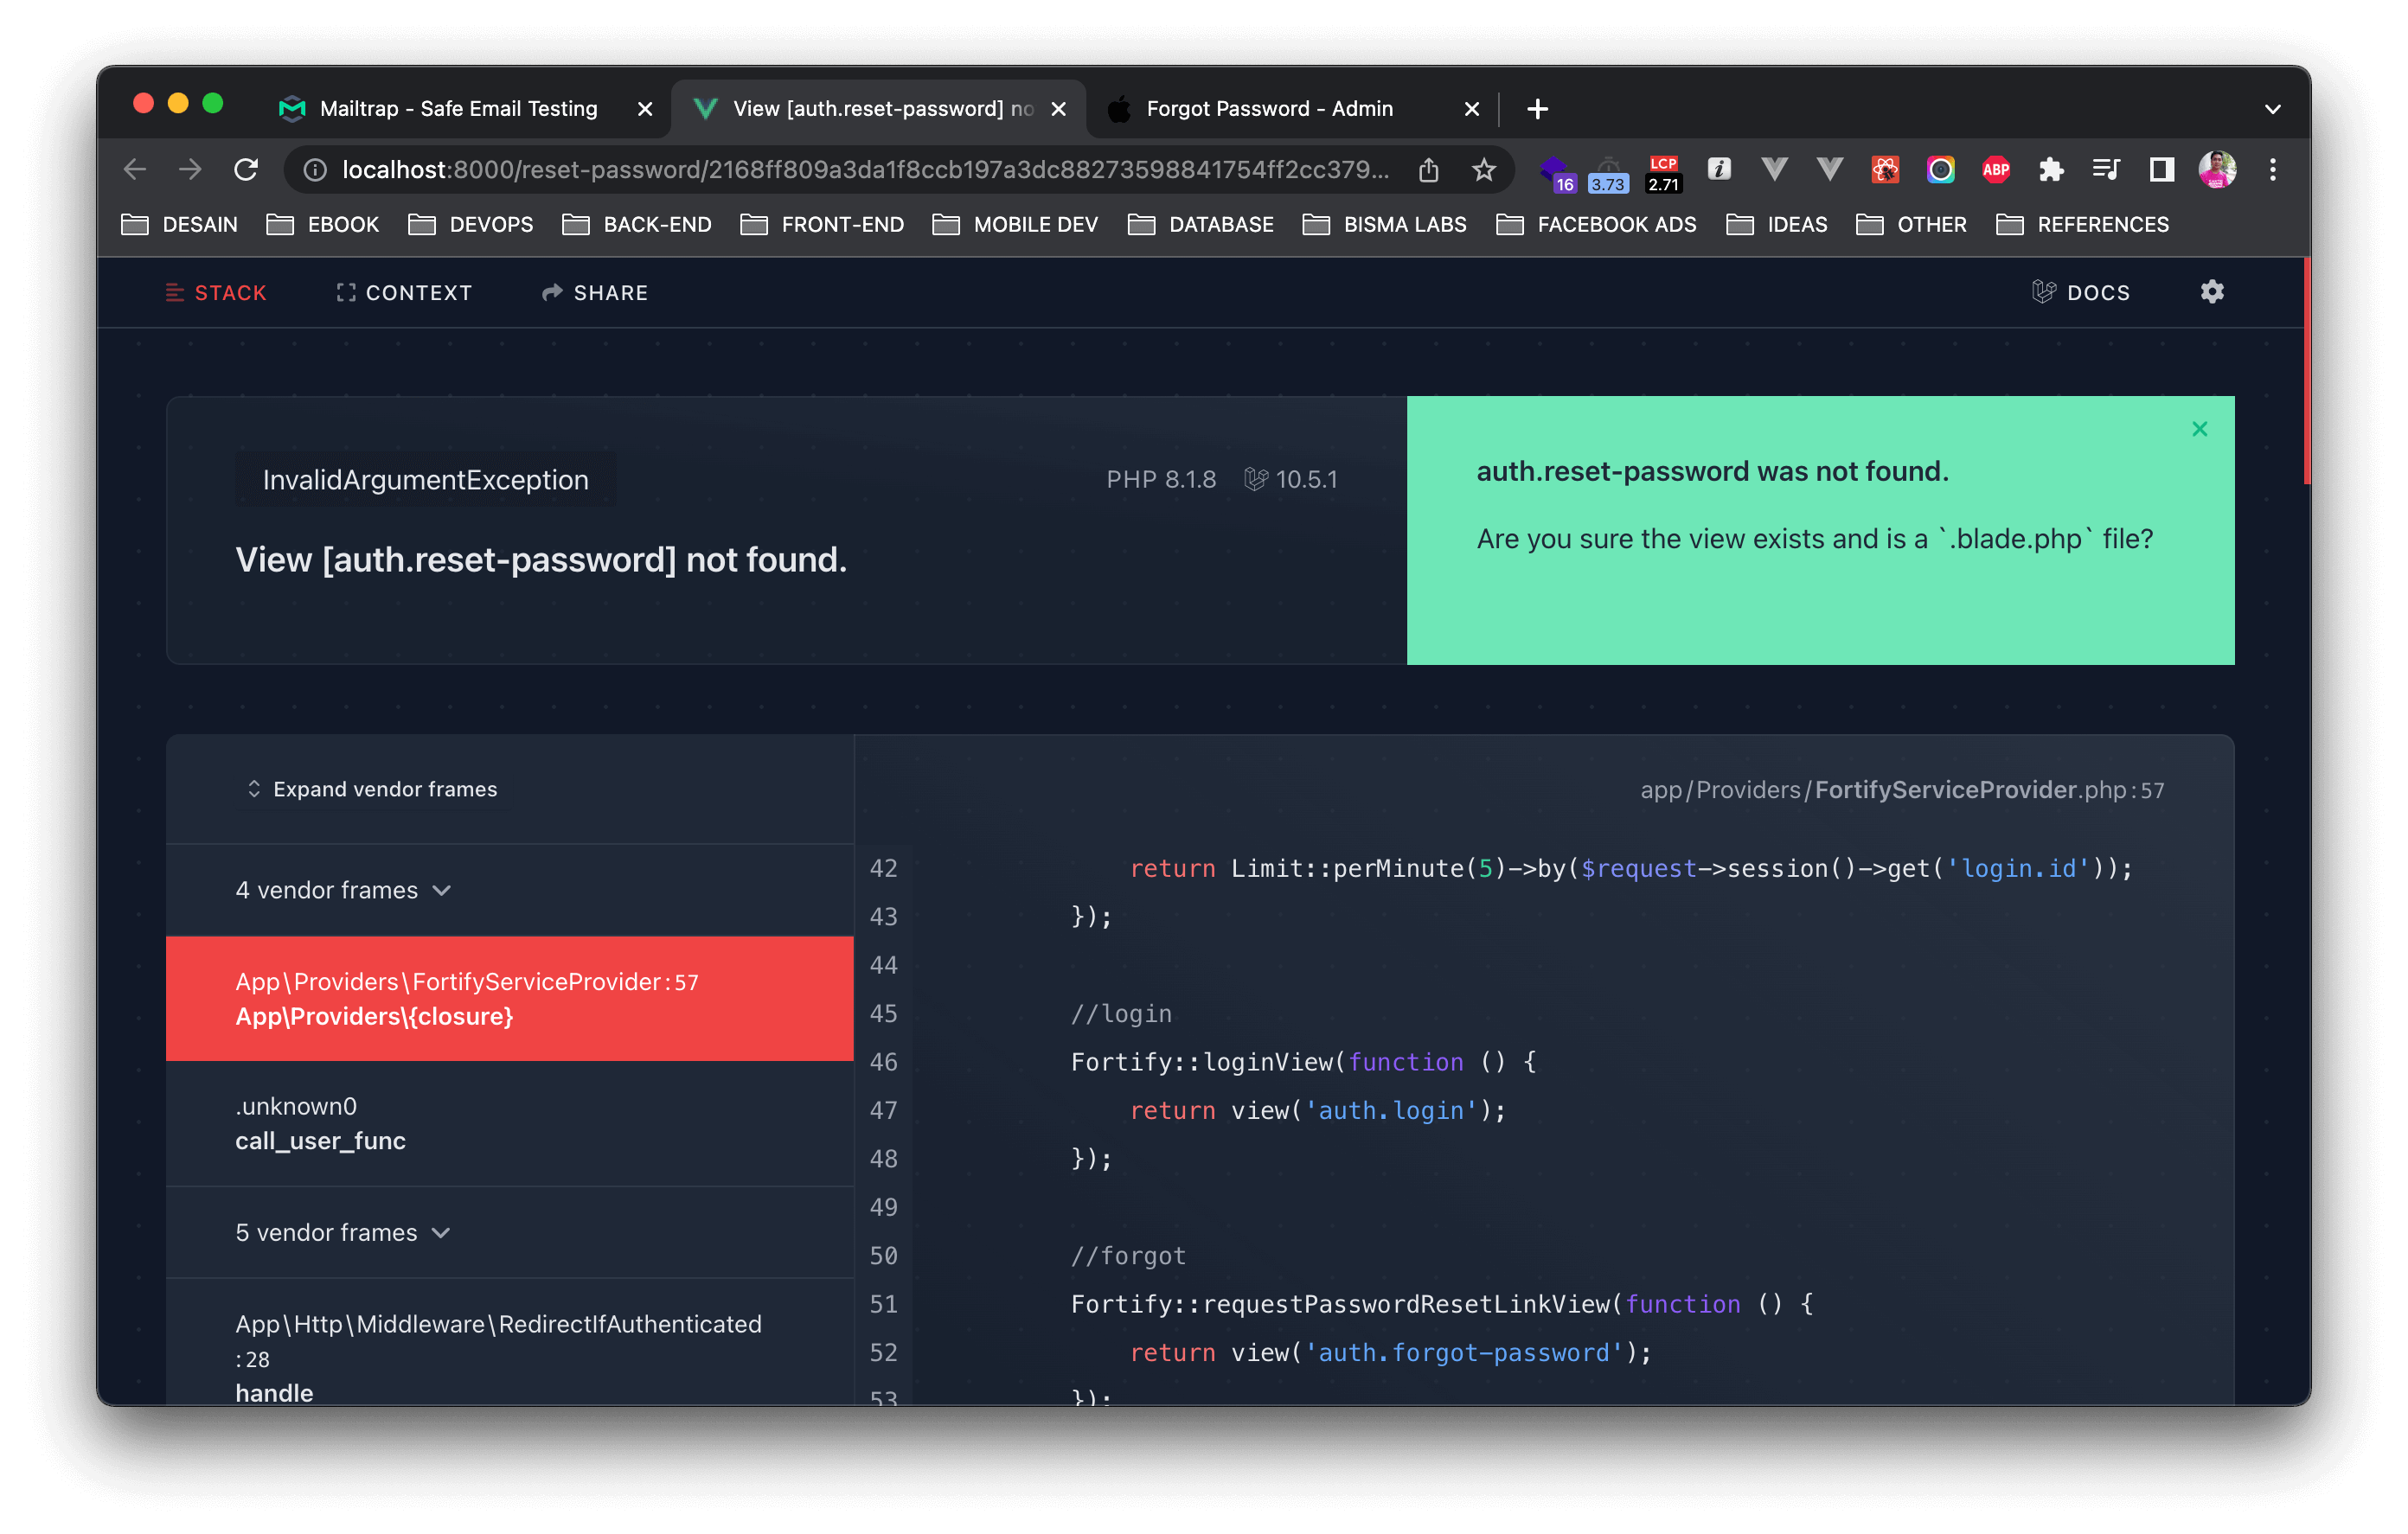 Mailtrap - Safe Email Testing
View [auth.reset-password] no
Forgot Password - Admin
localhost:8000/reset-password/2168ff809a3da1f8ccb197a3dc88273598841754ff2cc379...
16
3.73
LCP
2.71
ABP
DESAIN EBOOK DEVOPS BACK-END FRONT-END MOBILE DEV DATABASE BISMA LABS FACEBOOK ADS IDEAS OTHER REFERENCES
STACK CONTEXT SHARE DOCS
InvalidArgumentException
PHP 8.1.8 10.5.1
View [auth.reset-password] not found.
auth.reset-password was not found.
Are you sure the view exists and is a `.blade.php` file?
Expand vendor frames
4 vendor frames
App\Providers\FortifyServiceProvider:57
App\Providers\{closure}
.unknown0
call_user_func
5 vendor frames
App\Http\Middleware\RedirectIfAuthenticated
:28
handle
app/Providers/FortifyServiceProvider.php:57
42 return Limit::perMinute(5)->by($request->session()->get('login.id'));
43 });
44
45 //login
46 Fortify::loginView(function () {
47 return view('auth.login');
48 });
49
50 //forgot
51 Fortify::requestPasswordResetLinkView(function () {
52 return view('auth.forgot-password');
53 });